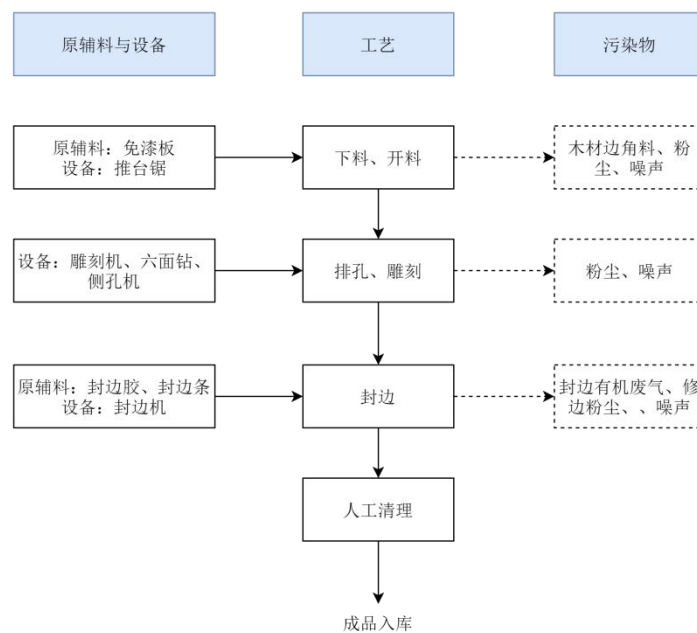 原辅料与设备
工艺
污染物
原辅料：免漆板
设备：推台锯
下料、开料
木材边角料、粉
尘、噪声
设备：雕刻机、六面钻、
侧孔机
排孔、雕刻
粉尘、噪声
原辅料：封边胶、封边条
设备：封边机
封边
封边有机废气、修
边粉尘、、噪声
人工清理
成品入库